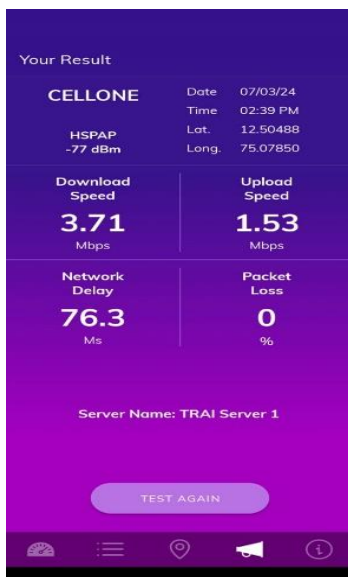 Your Result
CELLONE
HSPAP
-77 dBm
Date 07/03/24
Time 02:39 PM
Lat. 12.50488
Long. 75.07850
Download
Speed
3.71
Mbps
Upload
Speed
1.53
Mbps
Network
Delay
76.3
Ms
Packet
Loss
0
%
Server Name: TRAI Server 1
TEST AGAIN